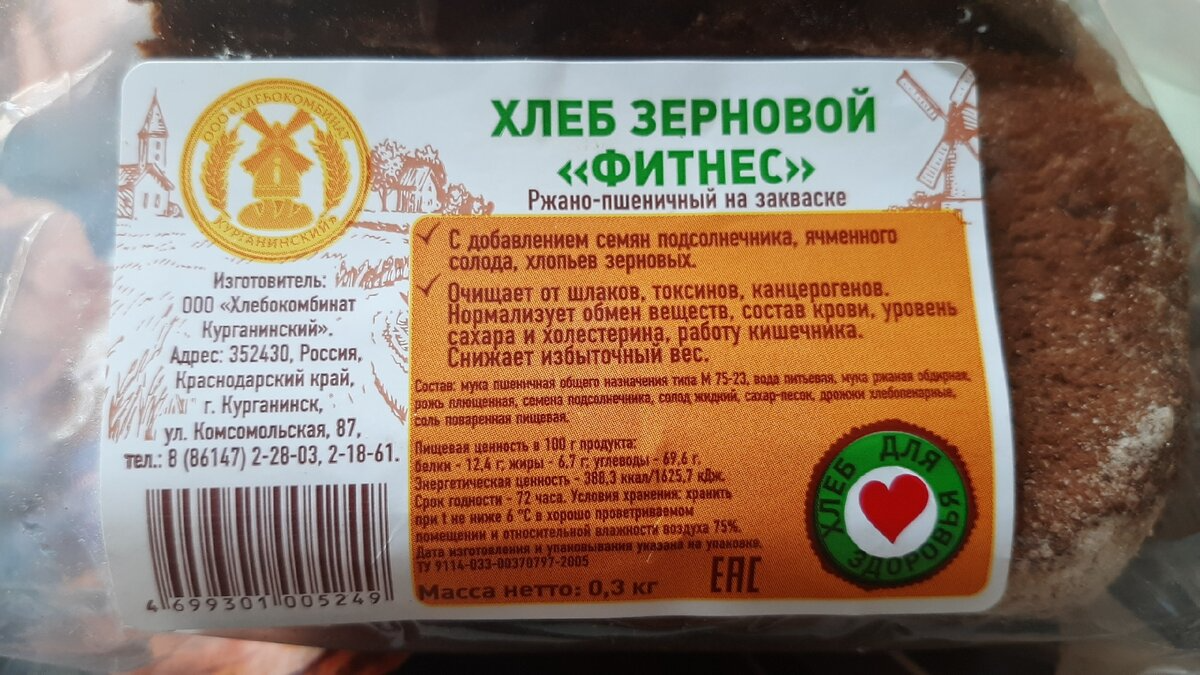 ООО «ХЛЕБОКОМБИНАТ
КУРГАНИНСКИЙ»
ХЛЕБ ЗЕРНОВОЙ
«ФИТНЕС»
Ржано-пшеничный на закваске
С добавлением семян подсолнечника, ячменного
солода, хлопьев зерновых.
Очищает от шлаков, токсинов, канцерогенов.
Нормализует обмен веществ, состав крови, уровень
сахара и холестерина, работу кишечника.
Снижает избыточный вес.
Изготовитель:
ООО «Хлебокомбинат
Курганинский».
Адрес: 352430, Россия,
Краснодарский край,
г. Курганинск,
ул. Комсомольская, 87,
тел.: 8 (86147) 2-28-03, 2-18-61.
Состав: мука пшеничная общего назначения типа М 75-23, вода питьевая, мука ржаная обдирная,
рожь плющенная, семена подсолнечника, солод жидкий, сахар-песок, дрожжи хлебопекарные,
соль поваренная пищевая.
Пищевая ценность в 100 г продукта:
белки - 12,4 г; жиры - 6,7 г; углеводы - 69,6 г.
Энергетическая ценность - 388,3 ккал/1625,7 кДж.
Срок годности - 72 часа. Условия хранения: хранить
при t не ниже 6 °С в хорошо проветриваемом
помещении и относительной влажности воздуха 75%.
Дата изготовления и упаковывания указана на упаковке.
ТУ 9114-033-00370797-2005
Масса нетто: 0,3 кг
ЕАС
ХЛЕБ ДЛЯ
ЗДОРОВЬЯ
4 699301 005249